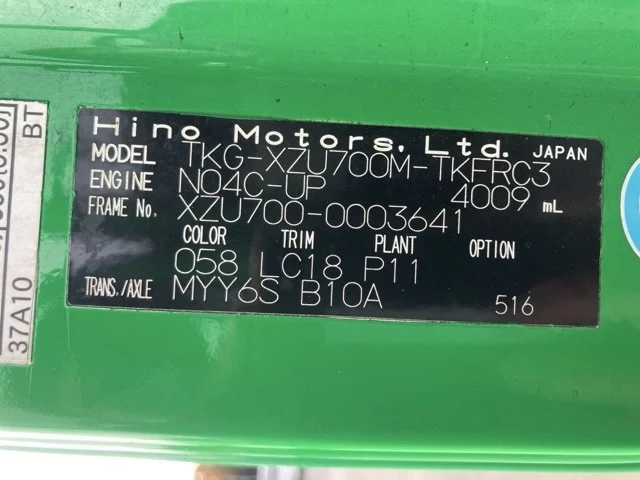 Hino Motors, Ltd. JAPAN
MODEL TKG-XZU700M-TKFRC3
ENGINE N04C-UP 4009 mL
FRAME No. XZU700-0003641
COLOR TRIM PLANT OPTION
058 LC18 P11
TRANS./AXLE MYY6S B10A 516
BT
37A10